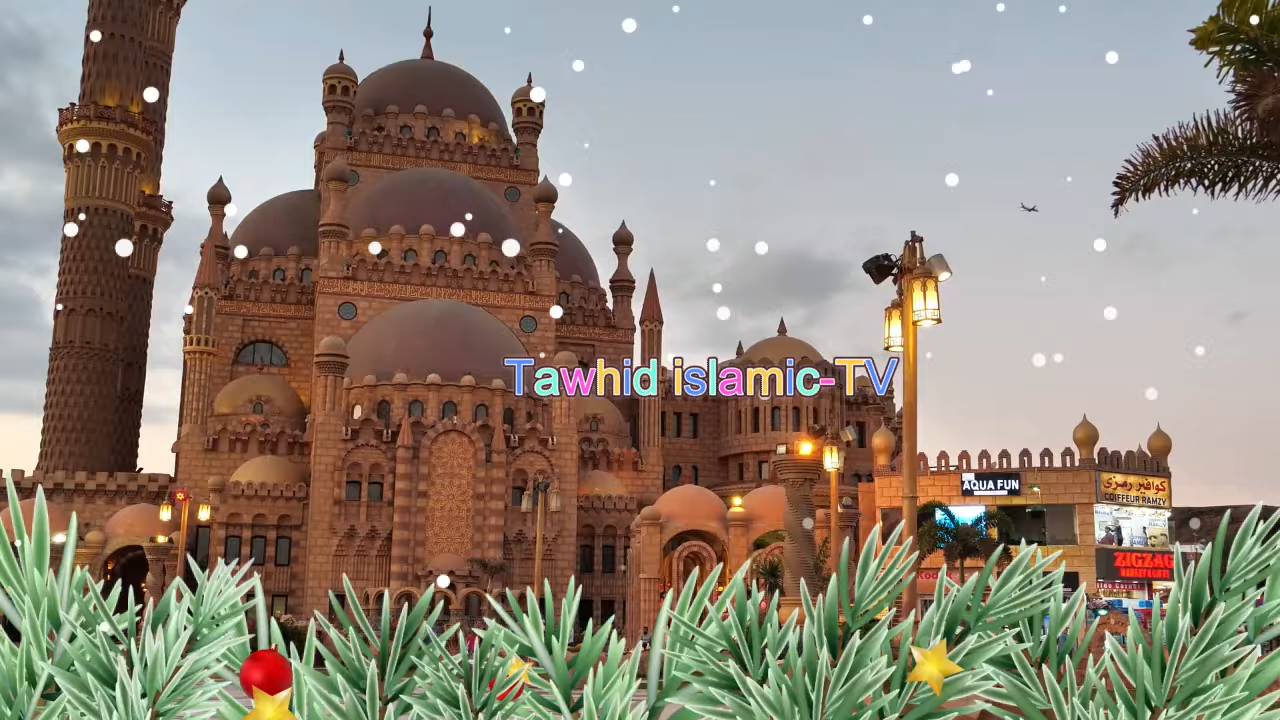 Tawhid islamic-TV
AQUA FUN
كوافير رمزي
COIFFEUR RAMZY
ZIGZAG